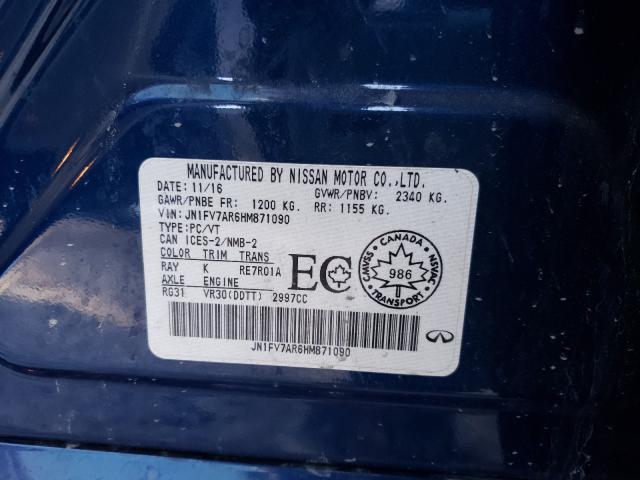 MANUFACTURED BY NISSAN MOTOR CO.,LTD.
DATE: 11/16 GVWR/PNBV: 2340 KG.
GAWR/PNBE FR: 1200 KG. RR: 1155 KG.
VIN: JN1FV7AR6HM871090
TYPE: PC/VT
CAN ICES-2/NMB-2
COLOR TRIM TRANS
RAY K RE7R01A
AXLE ENGINE
RG31 VR30(DDTT) 2997CC
EC
CANADA
CMVSS 986 NSVAC
TRANSPORT
JN1FV7AR6HM871090